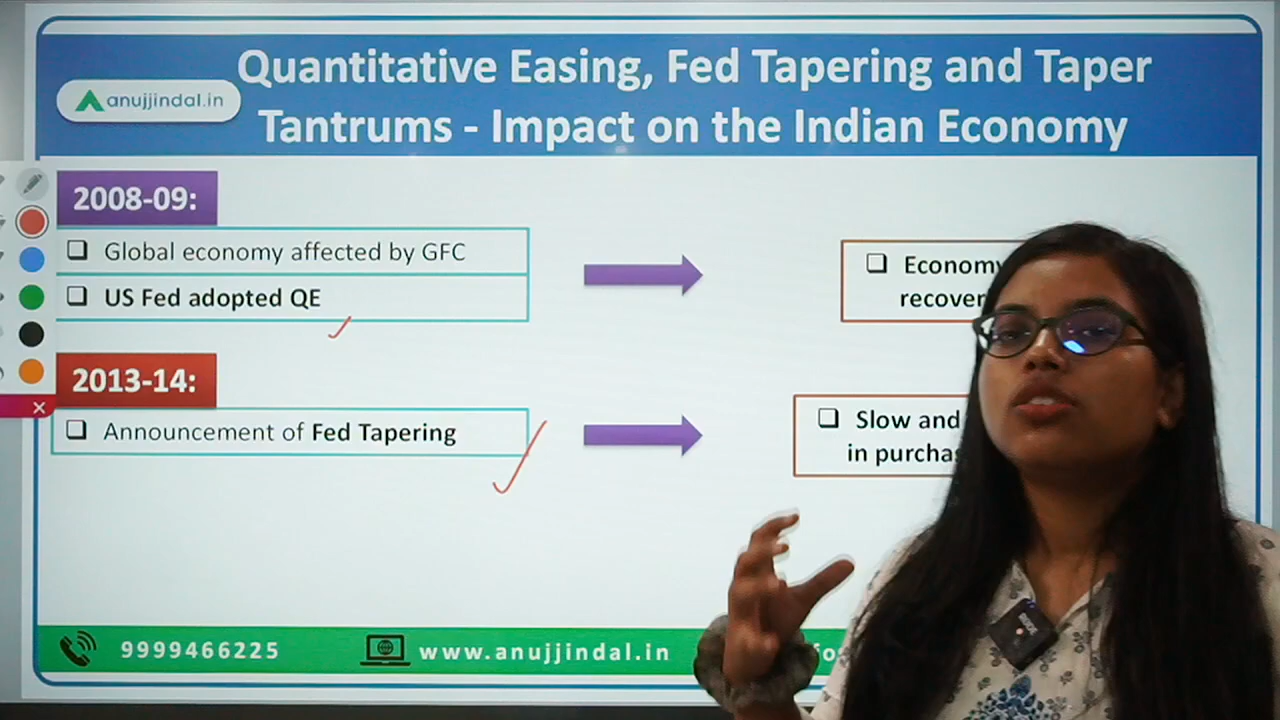 Quantitative Easing, Fed Tapering and Taper
anujjindal.in
Tantrums - Impact on the Indian Economy
2008-09:
Global economy affected by GFC
US Fed adopted QE
Economy
2013-14:
Announcement of Fed Tapering
Slow and
in
9999466225
www.anujjindal.in